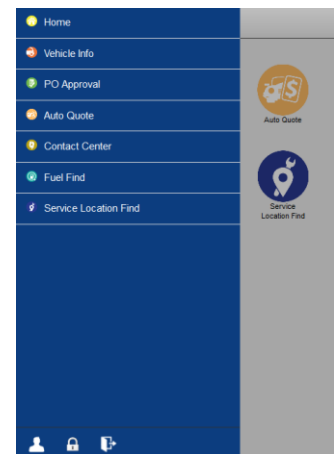 Home
Vehicle Info
PO Approval
Auto Quote
Contact Center
Fuel Find
Service Location Find
Auto Quote
Service
Location Find